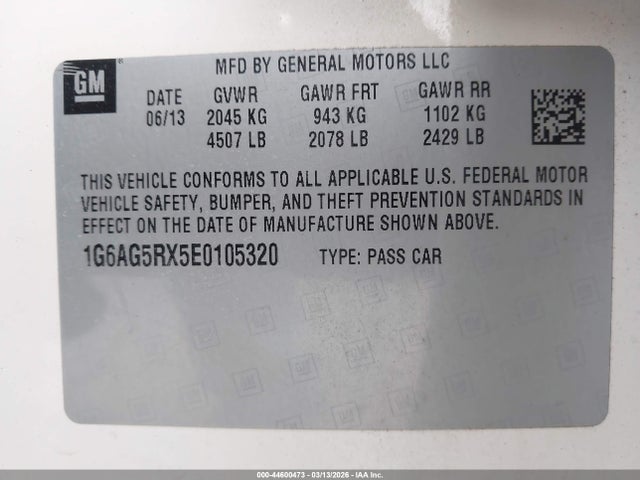 GM
MFD BY GENERAL MOTORS LLC
DATE GVWR GAWR FRT GAWR RR
06/13 2045 KG 943 KG 1102 KG
4507 LB 2078 LB 2429 LB
THIS VEHICLE CONFORMS TO ALL APPLICABLE U.S. FEDERAL MOTOR
VEHICLE SAFETY, BUMPER, AND THEFT PREVENTION STANDARDS IN
EFFECT ON THE DATE OF MANUFACTURE SHOWN ABOVE.
1G6AG5RX5E0105320 TYPE: PASS CAR
000-44600473 - 03/13/2026 - IAA Inc.